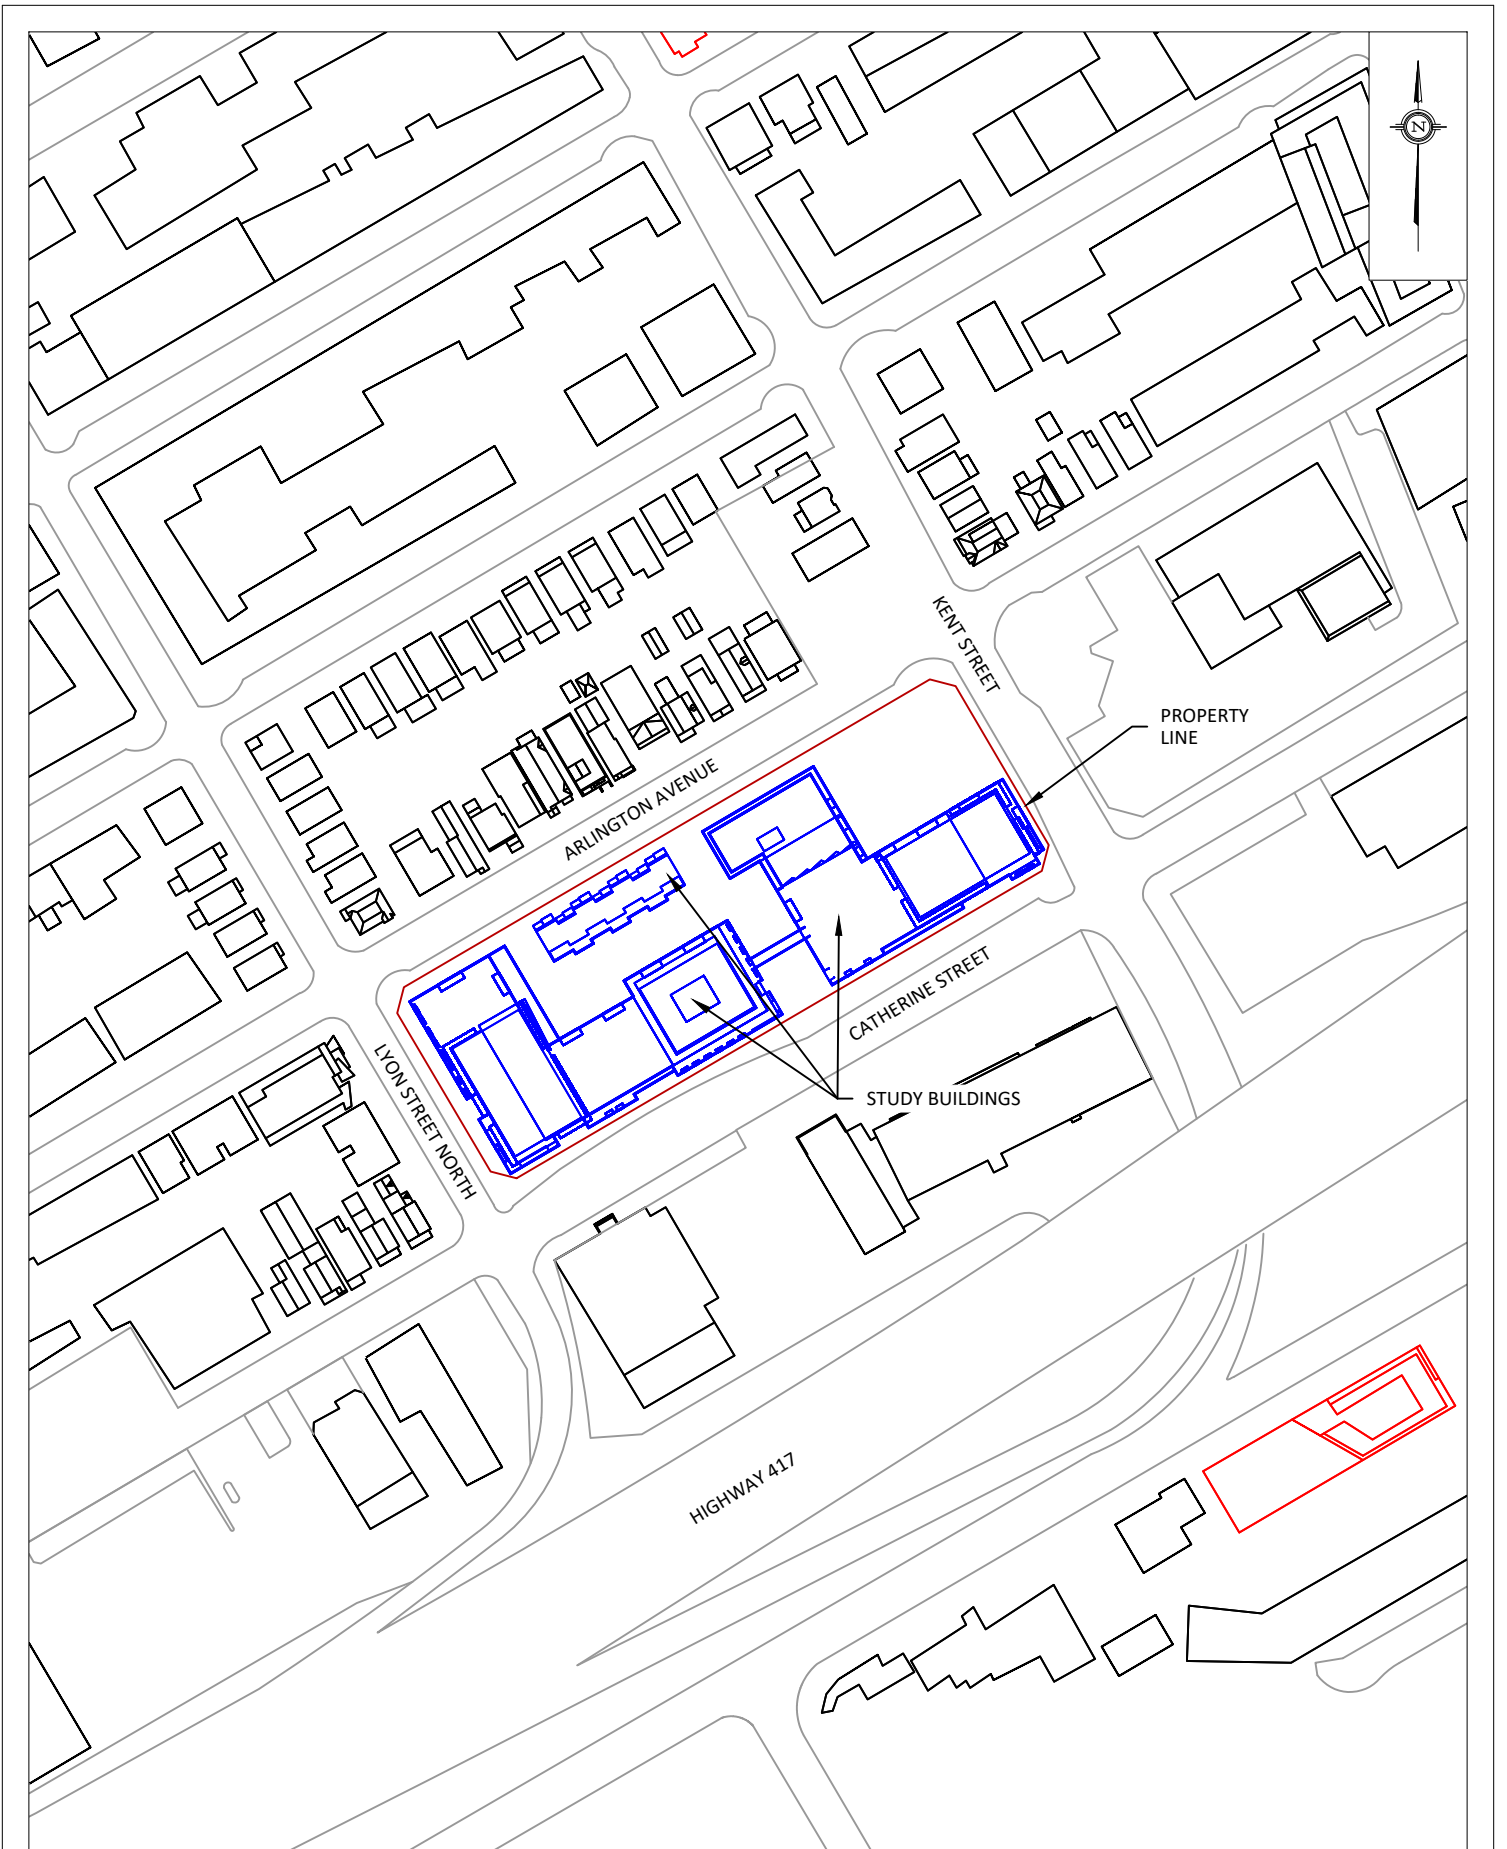 N
KENT STREET
PROPERTY
LINE
ARLINGTON AVENUE
CATHERINE STREET
LYON STREET NORTH
STUDY BUILDINGS
HIGHWAY 417